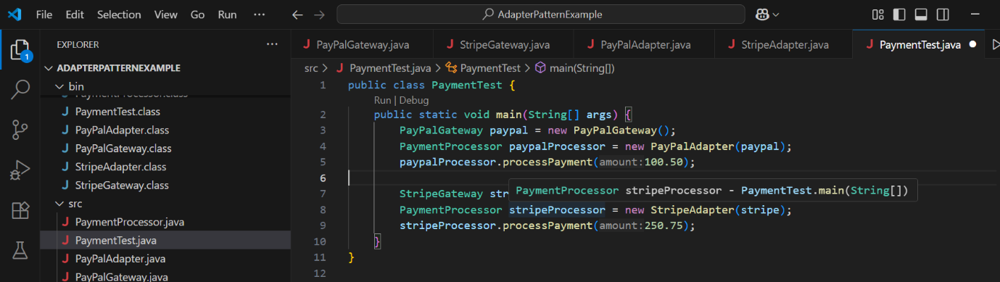 File Edit Selection View Go Run ··· AdapterPatternExample
EXPLORER ···
1
ADAPTERPATTERNEXAMPLE
bin
PaymentProcessor.class
J PaymentTest.class
J PayPalAdapter.class
J PayPalGateway.class
J StripeAdapter.class
J StripeGateway.class
src
J PaymentProcessor.java
J PaymentTest.java
J PayPalAdapter.java
J PayPalGateway.java
J PayPalGateway.java J StripeGateway.java J PayPalAdapter.java J StripeAdapter.java J PaymentTest.java
src > J PaymentTest.java > PaymentTest > main(String[])
1 public class PaymentTest {
Run | Debug
2 public static void main(String[] args) {
3 PayPalGateway paypal = new PayPalGateway();
4 PaymentProcessor paypalProcessor = new PayPalAdapter(paypal);
5 paypalProcessor.processPayment(amount:100.50);
6
7 StripeGateway str
PaymentProcessor stripeProcessor - PaymentTest.main(String[])
8 PaymentProcessor stripeProcessor = new StripeAdapter(stripe);
9 stripeProcessor.processPayment(amount:250.75);
10 }
11 }
12